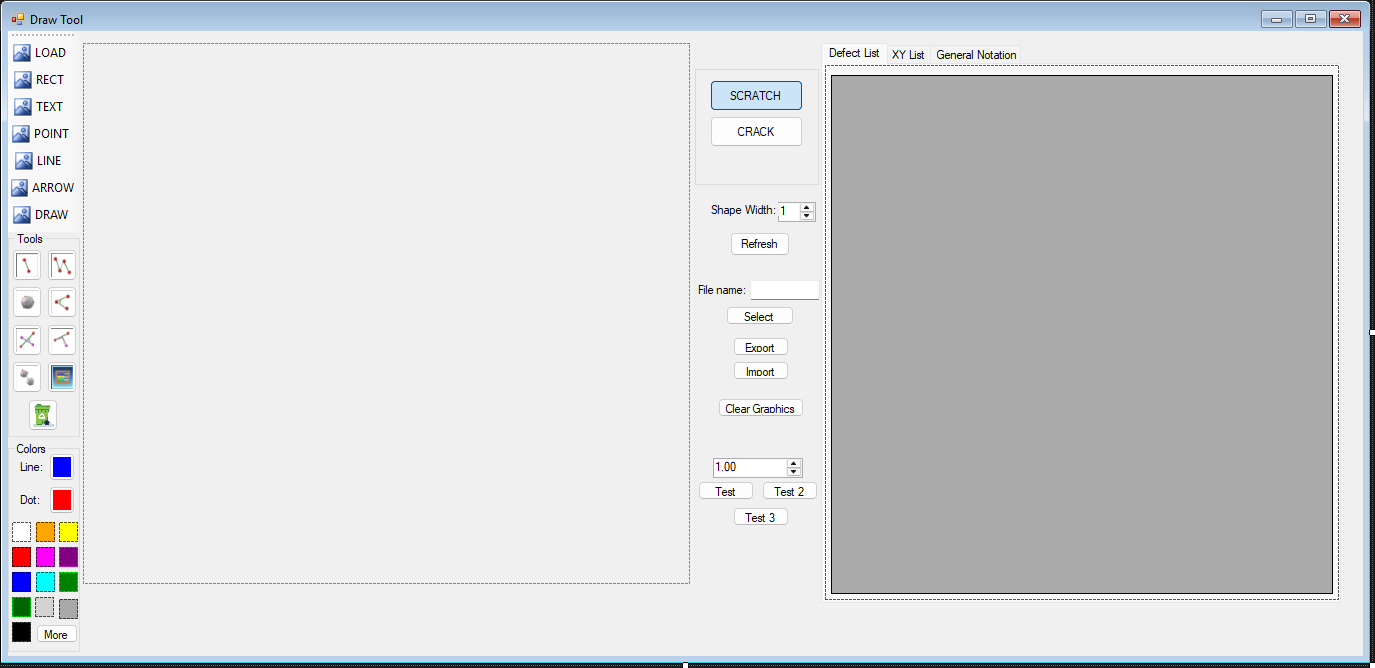 Draw Tool
LOAD
RECT
TEXT
POINT
LINE
ARROW
DRAW
Tools
Colors
Line:
Dot:
More
SCRATCH
CRACK
Shape Width: 1
Refresh
File name:
Select
Export
Import
Clear Graphics
1.00
Test Test 2
Test 3
Defect List XY List General Notation